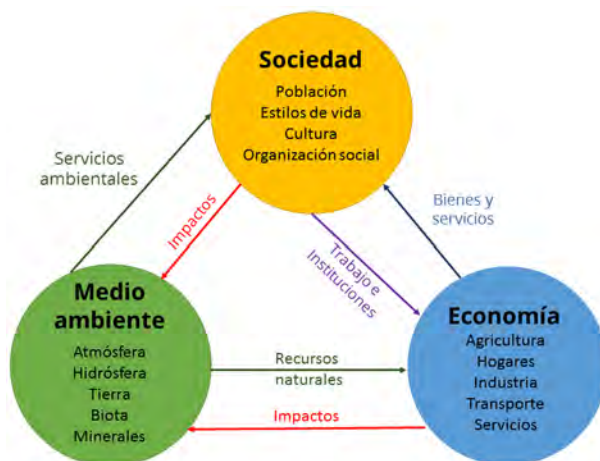 Sociedad
Población
Estilos de vida
Cultura
Organización social
Servicios
ambientales
Impactos
Trabajo e
Instituciones
Bienes y
servicios
Medio
ambiente
Atmósfera
Hidrósfera
Tierra
Biota
Minerales
Recursos
naturales
Impactos
Economía
Agricultura
Hogares
Industria
Transporte
Servicios